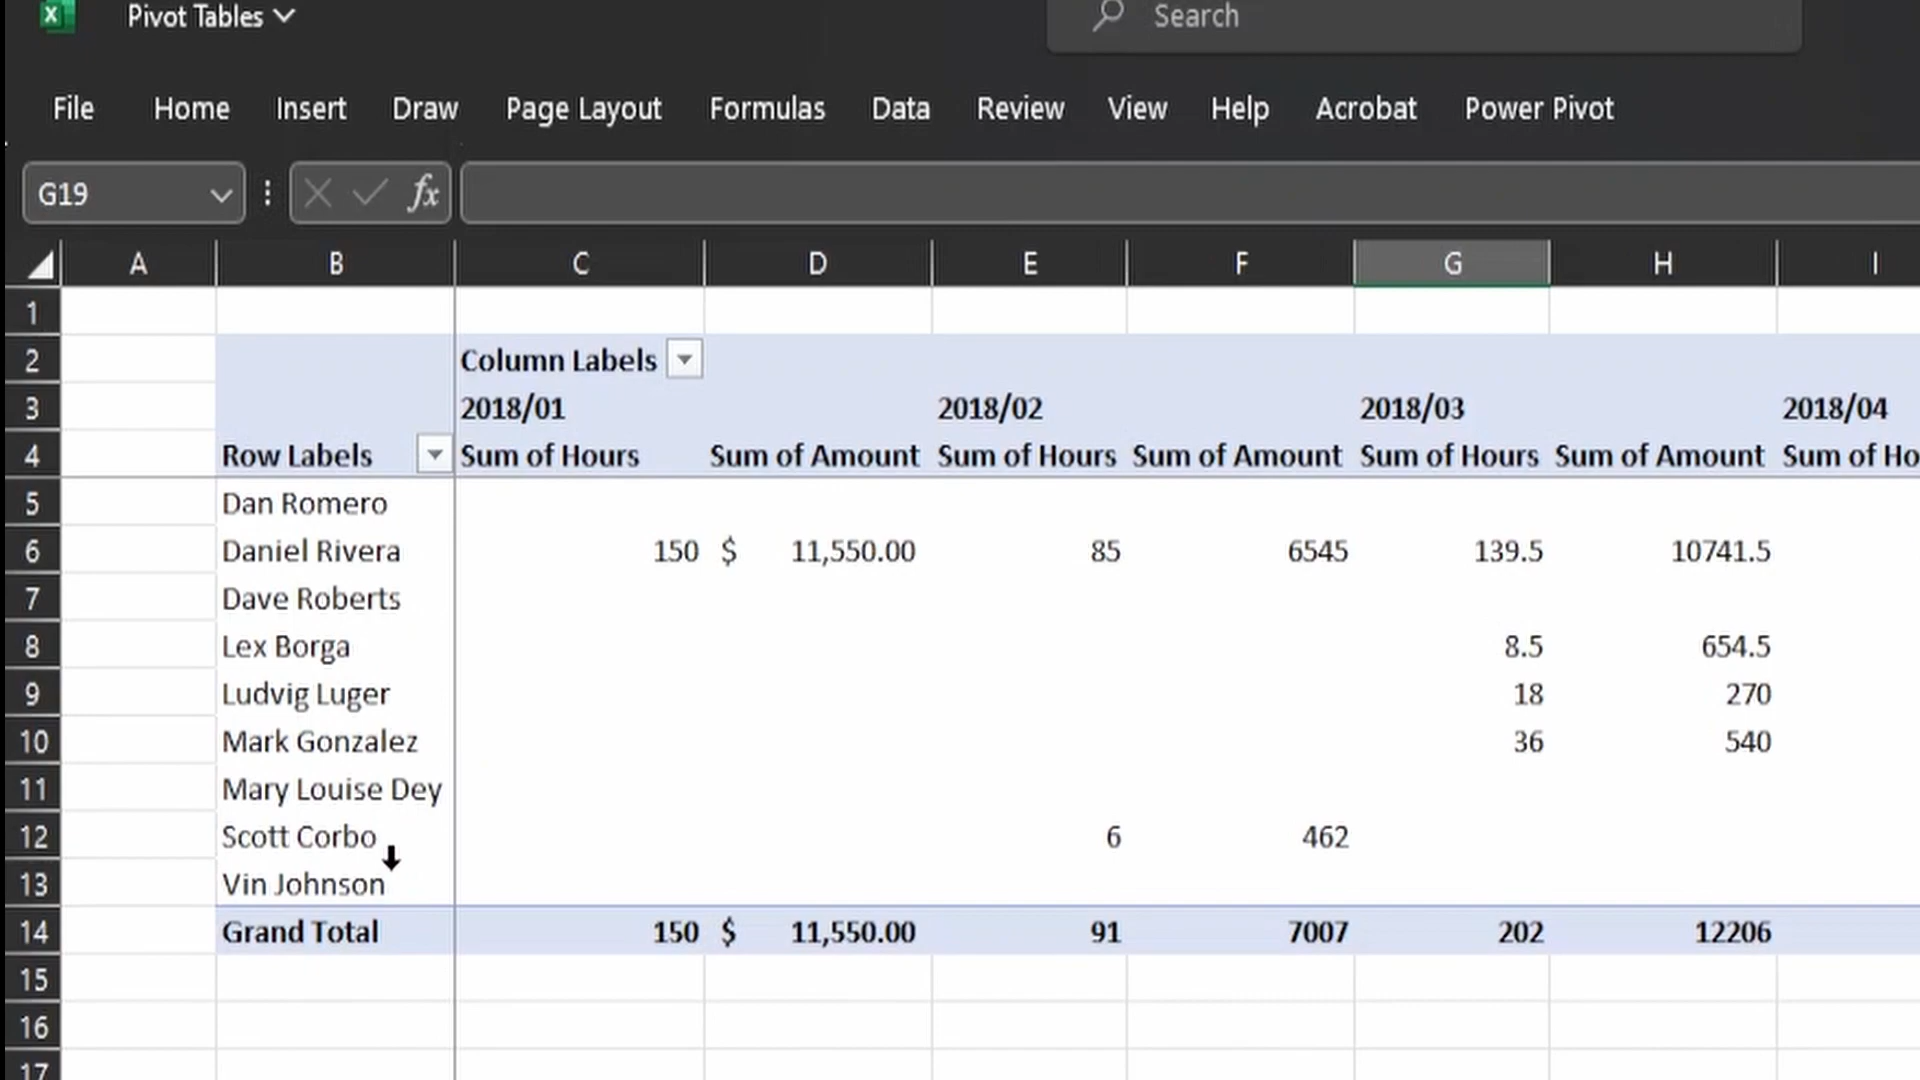 Pivot Tables
Search
File Home Insert Draw Page Layout Formulas Data Review View Help Acrobat Power Pivot
G19 fx
A B C D E F G H I
1
2 Column Labels
3 2018/01 2018/02 2018/03 2018/04
4 Row Labels Sum of Hours Sum of Amount Sum of Hours Sum of Amount Sum of Hours Sum of Amount Sum of Ho
5 Dan Romero
6 Daniel Rivera 150 $ 11,550.00 85 6545 139.5 10741.5
7 Dave Roberts
8 Lex Borga 8.5 654.5
9 Ludvig Luger 18 270
10 Mark Gonzalez 36 540
11 Mary Louise Dey
12 Scott Corbo 6 462
13 Vin Johnson
14 Grand Total 150 $ 11,550.00 91 7007 202 12206
15
16
17